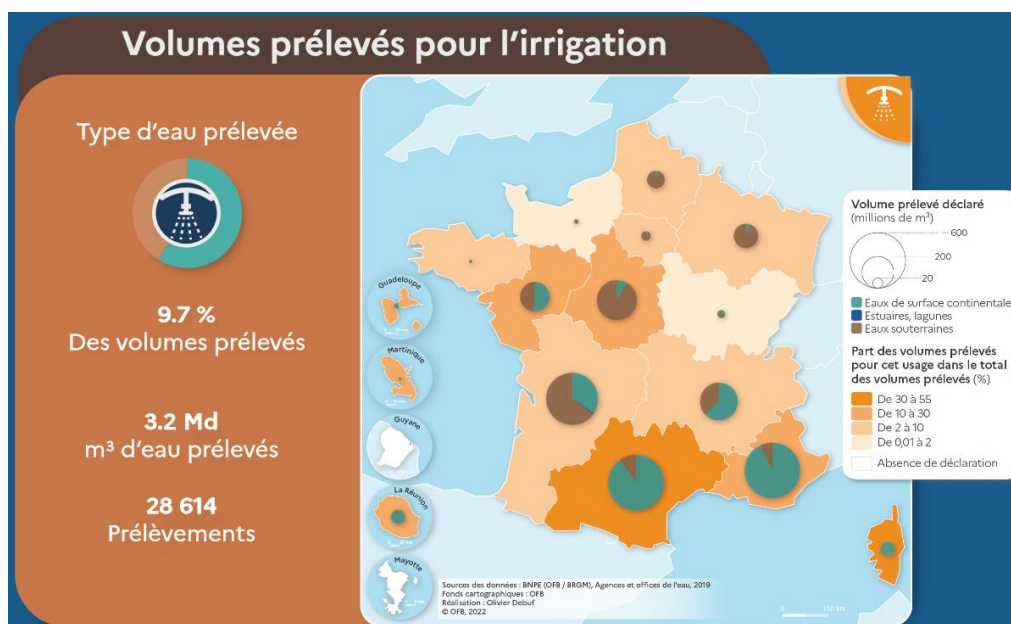 Volumes prélevés pour l'irrigation
Type d'eau prélevée
9.7 %
Des volumes prélevés
3.2 Md
m³ d'eau prélevés
28 614
Prélèvements
Guadeloupe
Martinique
Guyane
La Réunion
Mayotte
Volume prélevé déclaré
(millions de m³)
600
200
20
Eaux de surface continentale
Estuaires, lagunes
Eaux souterraines
Part des volumes prélevés
pour cet usage dans le total
des volumes prélevés (%)
De 30 à 55
De 10 à 30
De 2 à 10
De 0,01 à 2
Absence de déclaration
Sources des données : BNPE (OFB / BRGM), Agences et offices de l'eau, 2019
Fonds cartographiques : OFB
Réalisation : Olivier Debuf
© OFB, 2022
0 100 km